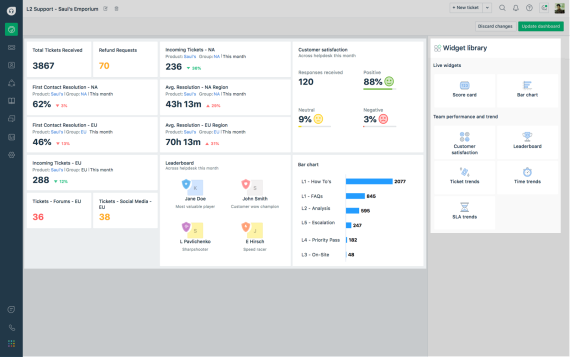 L2 Support - Saul's Emporium
+ New ticket
Discard changes
Update dashboard
Total Tickets Received
3867
Refund Requests
70
Incoming Tickets - NA
Product: Saul's I Group: NA I This month
236
36%
Customer satisfaction
Across helpdesk this month
Responses received
120
Positive
88%
Neutral
9%
Negative
3%
First Contact Resolution - NA
Product: Saul's I Group: NA I This month
62%
Avg. Resolution - NA Region
Product: Saul's I Group: NA I This month
43h 13m
First Contact Resolution - EU
Product: Saul's I Group: EU I This month
46%
Avg. Resolution - EU Region
Product: Saul's I Group: EU I This month
70h 13m
Incoming Tickets - EU
Product: Saul's I Group: EU I This month
288
Tickets - Forums - EU
36
Tickets - Social Media - EU
38
Leaderboard
Across helpdesk this month
K
Jane Doe
Most valuable player
S
John Smith
Customer wow champion
S
L Pavlichenko
Sharpshooter
J
E Hirsch
Speed racer
Bar chart
L1 - How To's 2077
L1 - FAQs 845
L2 - Analysis 595
L5 - Escalation 247
L4 - Priority Pass 182
L3 - On-Site 48
Widget library
Live widgets
Score card
Bar chart
Team performance and trend
Customer satisfaction
Leaderboard
Ticket trends
Time trends
SLA trends